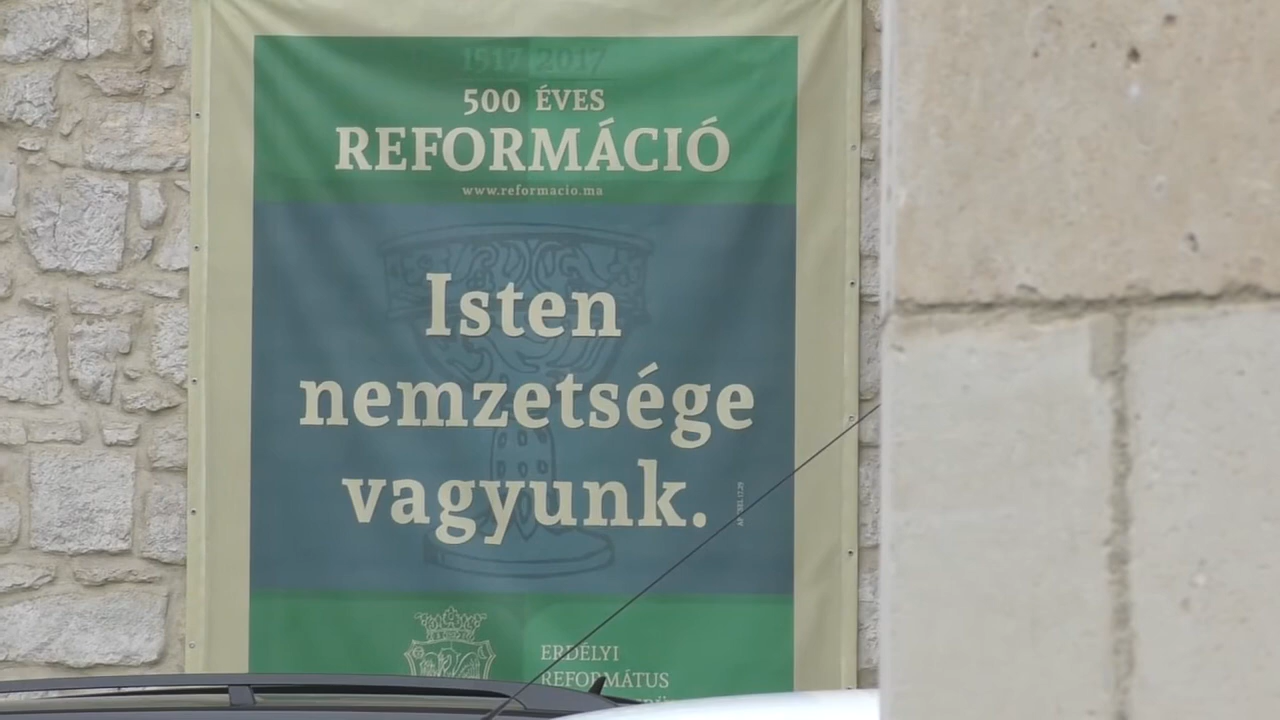 1517 2017
500 ÉVES
REFORMÁCIÓ
www.reformacio.ma
Isten
nemzetsége
vagyunk.
ERDÉLYI
REFORMÁTUS